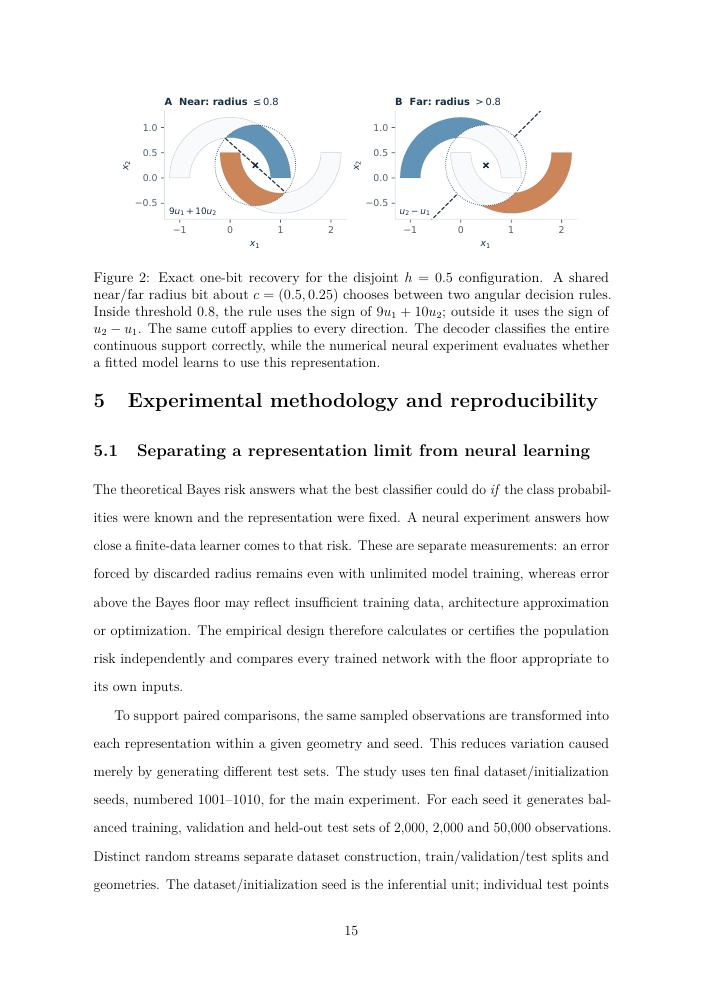 A Near: radius ≤ 0.8
B Far: radius > 0.8
1.0
0.5
0.0
−0.5
x₂
9u₁ + 10u₂
−1 0 1 2
x₁
1.0
0.5
0.0
−0.5
x₂
u₂ − u₁
−1 0 1 2
x₁
Figure 2: Exact one-bit recovery for the disjoint h = 0.5 configuration. A shared
near/far radius bit about c = (0.5, 0.25) chooses between two angular decision rules.
Inside threshold 0.8, the rule uses the sign of 9u₁ + 10u₂; outside it uses the sign of
u₂ − u₁. The same cutoff applies to every direction. The decoder classifies the entire
continuous support correctly, while the numerical neural experiment evaluates whether
a fitted model learns to use this representation.
5 Experimental methodology and reproducibility
5.1 Separating a representation limit from neural learning
The theoretical Bayes risk answers what the best classifier could do if the class probabil-
ities were known and the representation were fixed. A neural experiment answers how
close a finite-data learner comes to that risk. These are separate measurements: an error
forced by discarded radius remains even with unlimited model training, whereas error
above the Bayes floor may reflect insufficient training data, architecture approximation
or optimization. The empirical design therefore calculates or certifies the population
risk independently and compares every trained network with the floor appropriate to
its own inputs.
To support paired comparisons, the same sampled observations are transformed into
each representation within a given geometry and seed. This reduces variation caused
merely by generating different test sets. The study uses ten final dataset/initialization
seeds, numbered 1001–1010, for the main experiment. For each seed it generates bal-
anced training, validation and held-out test sets of 2,000, 2,000 and 50,000 observations.
Distinct random streams separate dataset construction, train/validation/test splits and
geometries. The dataset/initialization seed is the inferential unit; individual test points
15